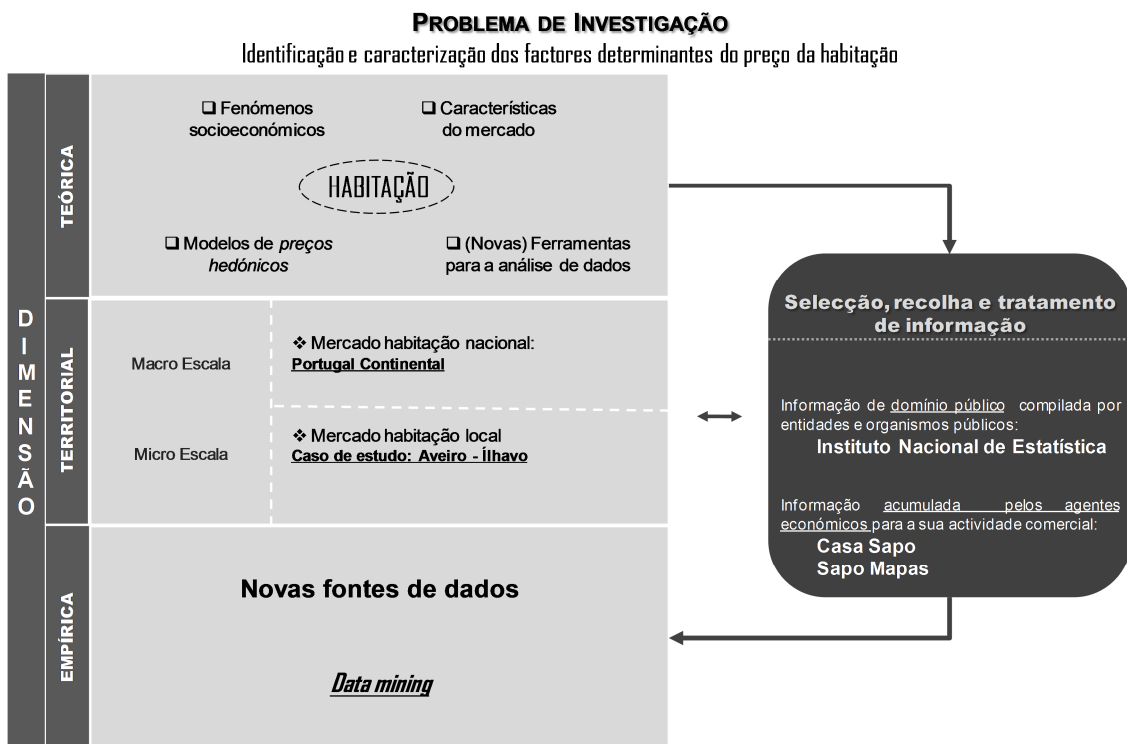 PROBLEMA DE INVESTIGAÇÃO
Identificação e caracterização dos factores determinantes do preço da habitação
DIMENSÃO
TEÓRICA
❑ Fenómenos
socioeconómicos
❑ Características
do mercado
HABITAÇÃO
❑ Modelos de preços
hedónicos
❑ (Novas) Ferramentas
para a análise de dados
TERRITORIAL
Macro Escala
❖ Mercado habitação nacional:
Portugal Continental
Micro Escala
❖ Mercado habitação local
Caso de estudo: Aveiro - Ílhavo
EMPÍRICA
Novas fontes de dados
Data mining
Selecção, recolha e tratamento
de informação
Informação de domínio público compilada por
entidades e organismos públicos:
Instituto Nacional de Estatística
Informação acumulada pelos agentes
económicos para a sua actividade comercial:
Casa Sapo
Sapo Mapas